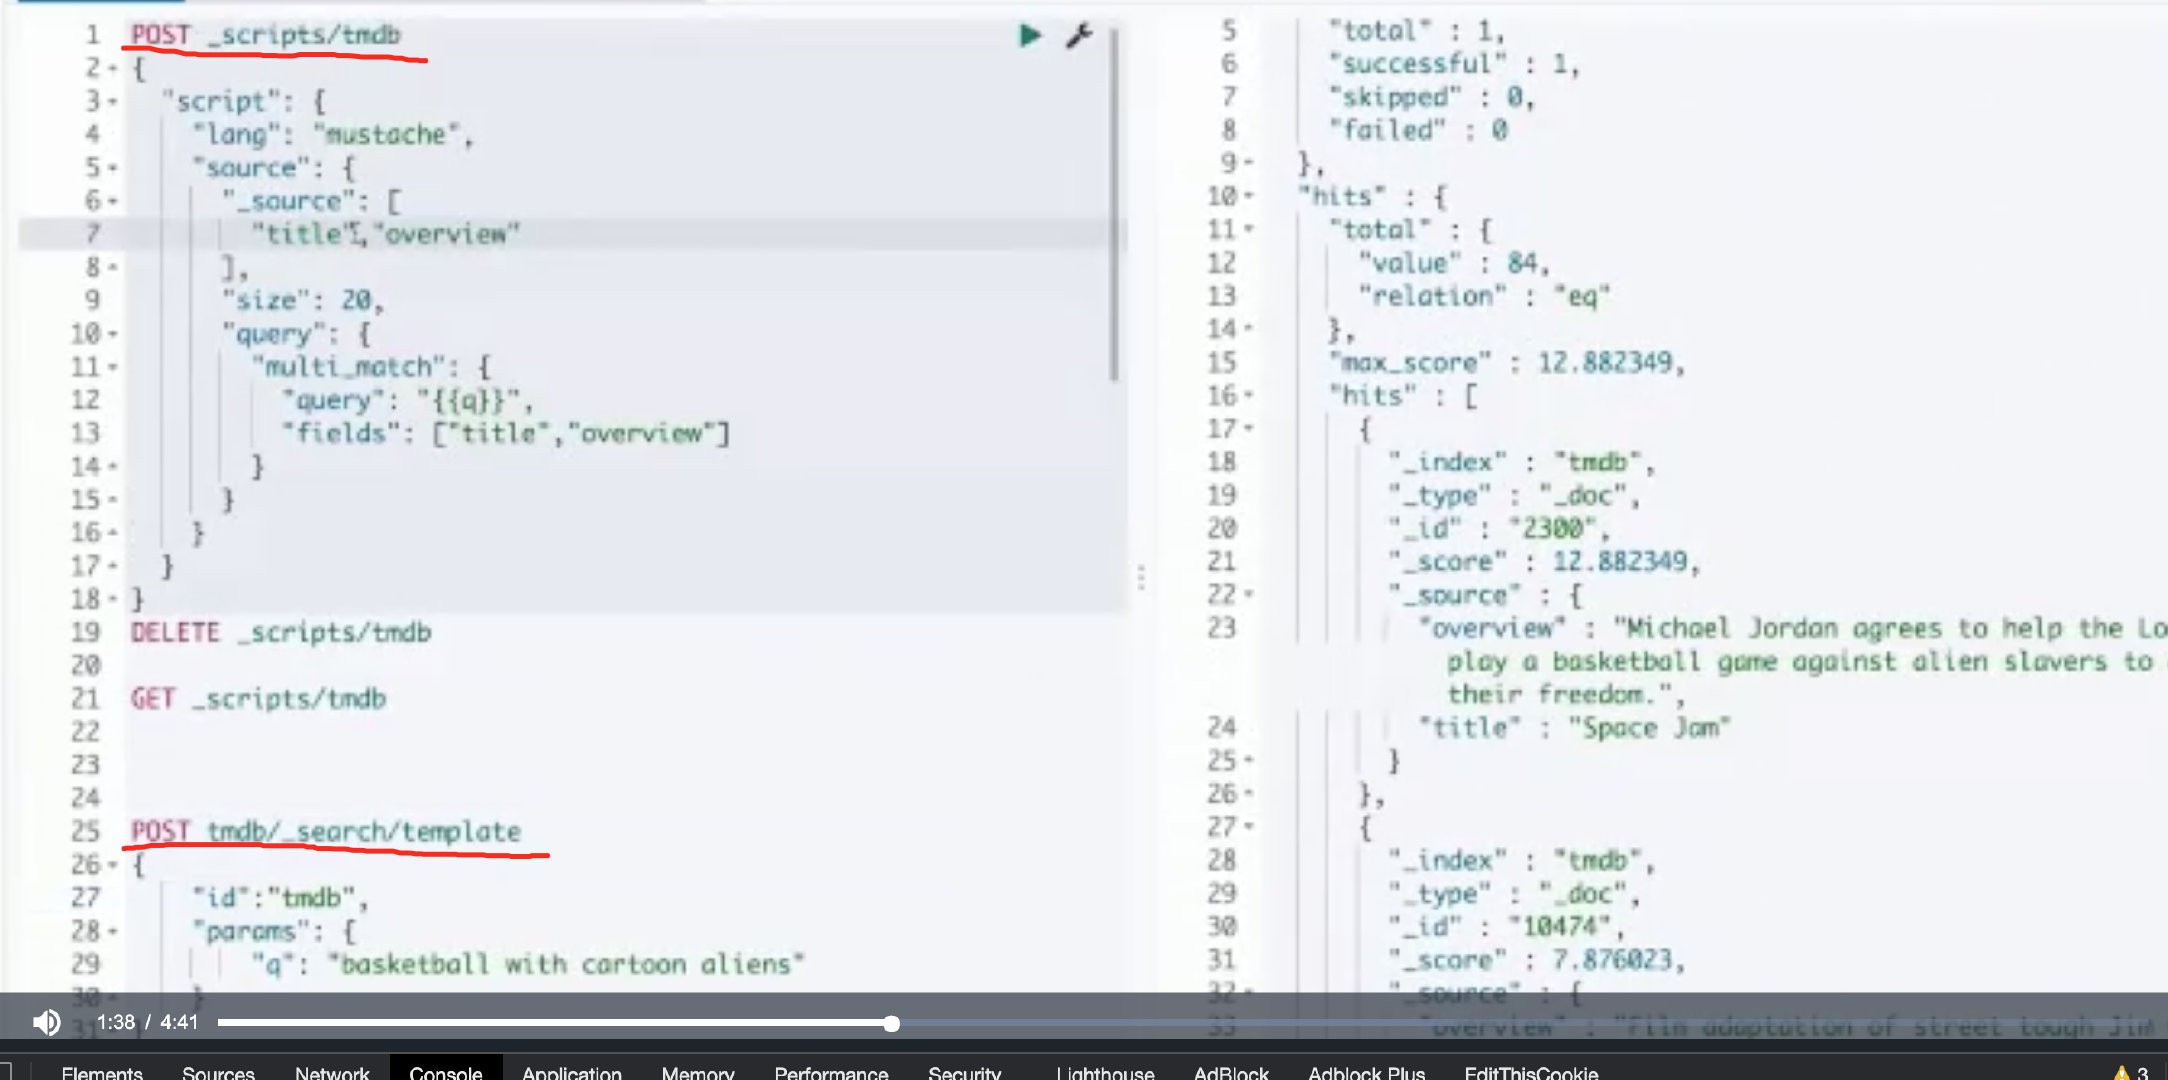 1 POST _scripts/tmdb
2 {
3 "script": {
4 "lang": "mustache",
5 "source": {
6 "_source": [
7 "title","overview"
8 ],
9 "size": 20,
10 "query": {
11 "multi_match": {
12 "query": "{{q}}",
13 "fields": ["title","overview"]
14 }
15 }
16 }
17 }
18 }
19 DELETE _scripts/tmdb
20
21 GET _scripts/tmdb
22
23
24
25 POST tmdb/_search/template
26 {
27 "id":"tmdb",
28 "params": {
29 "q": "basketball with cartoon aliens"
30 }
31
5 "total" : 1,
6 "successful" : 1,
7 "skipped" : 0,
8 "failed" : 0
9 },
10 "hits" : {
11 "total" : {
12 "value" : 84,
13 "relation" : "eq"
14 },
15 "max_score" : 12.882349,
16 "hits" : [
17 {
18 "_index" : "tmdb",
19 "_type" : "_doc",
20 "_id" : "2300",
21 "_score" : 12.882349,
22 "_source" : {
23 "overview" : "Michael Jordan agrees to help the Lo
play a basketball game against alien slavers to
their freedom.",
24 "title" : "Space Jam"
25 }
26 },
27 {
28 "_index" : "tmdb",
29 "_type" : "_doc",
30 "_id" : "10474",
31 "_score" : 7.876023,
32 "_source" : {
33 "overview" : "Film adaptation of street tough Jim
1:38 / 4:41
Elements Sources Network Console Application Memory Performance Security Lighthouse AdBlock Adblock Plus EditThisCookie 3